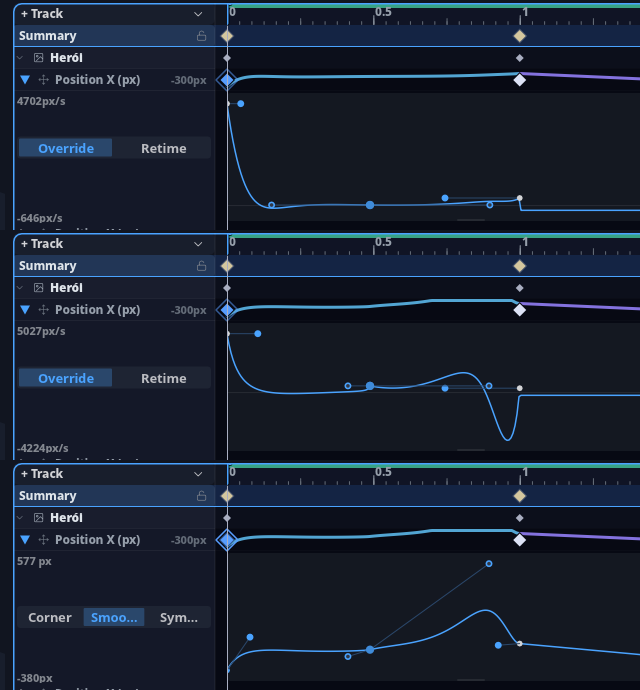 + Track
0
0.5
1
Summary
Heról
Position X (px)
-300px
4702px/s
Override
Retime
-646px/s
+ Track
0
0.5
1
Summary
Heról
Position X (px)
-300px
5027px/s
Override
Retime
-4224px/s
+ Track
0
0.5
1
Summary
Heról
Position X (px)
-300px
577 px
Corner
Smoo...
Sym...
-380px